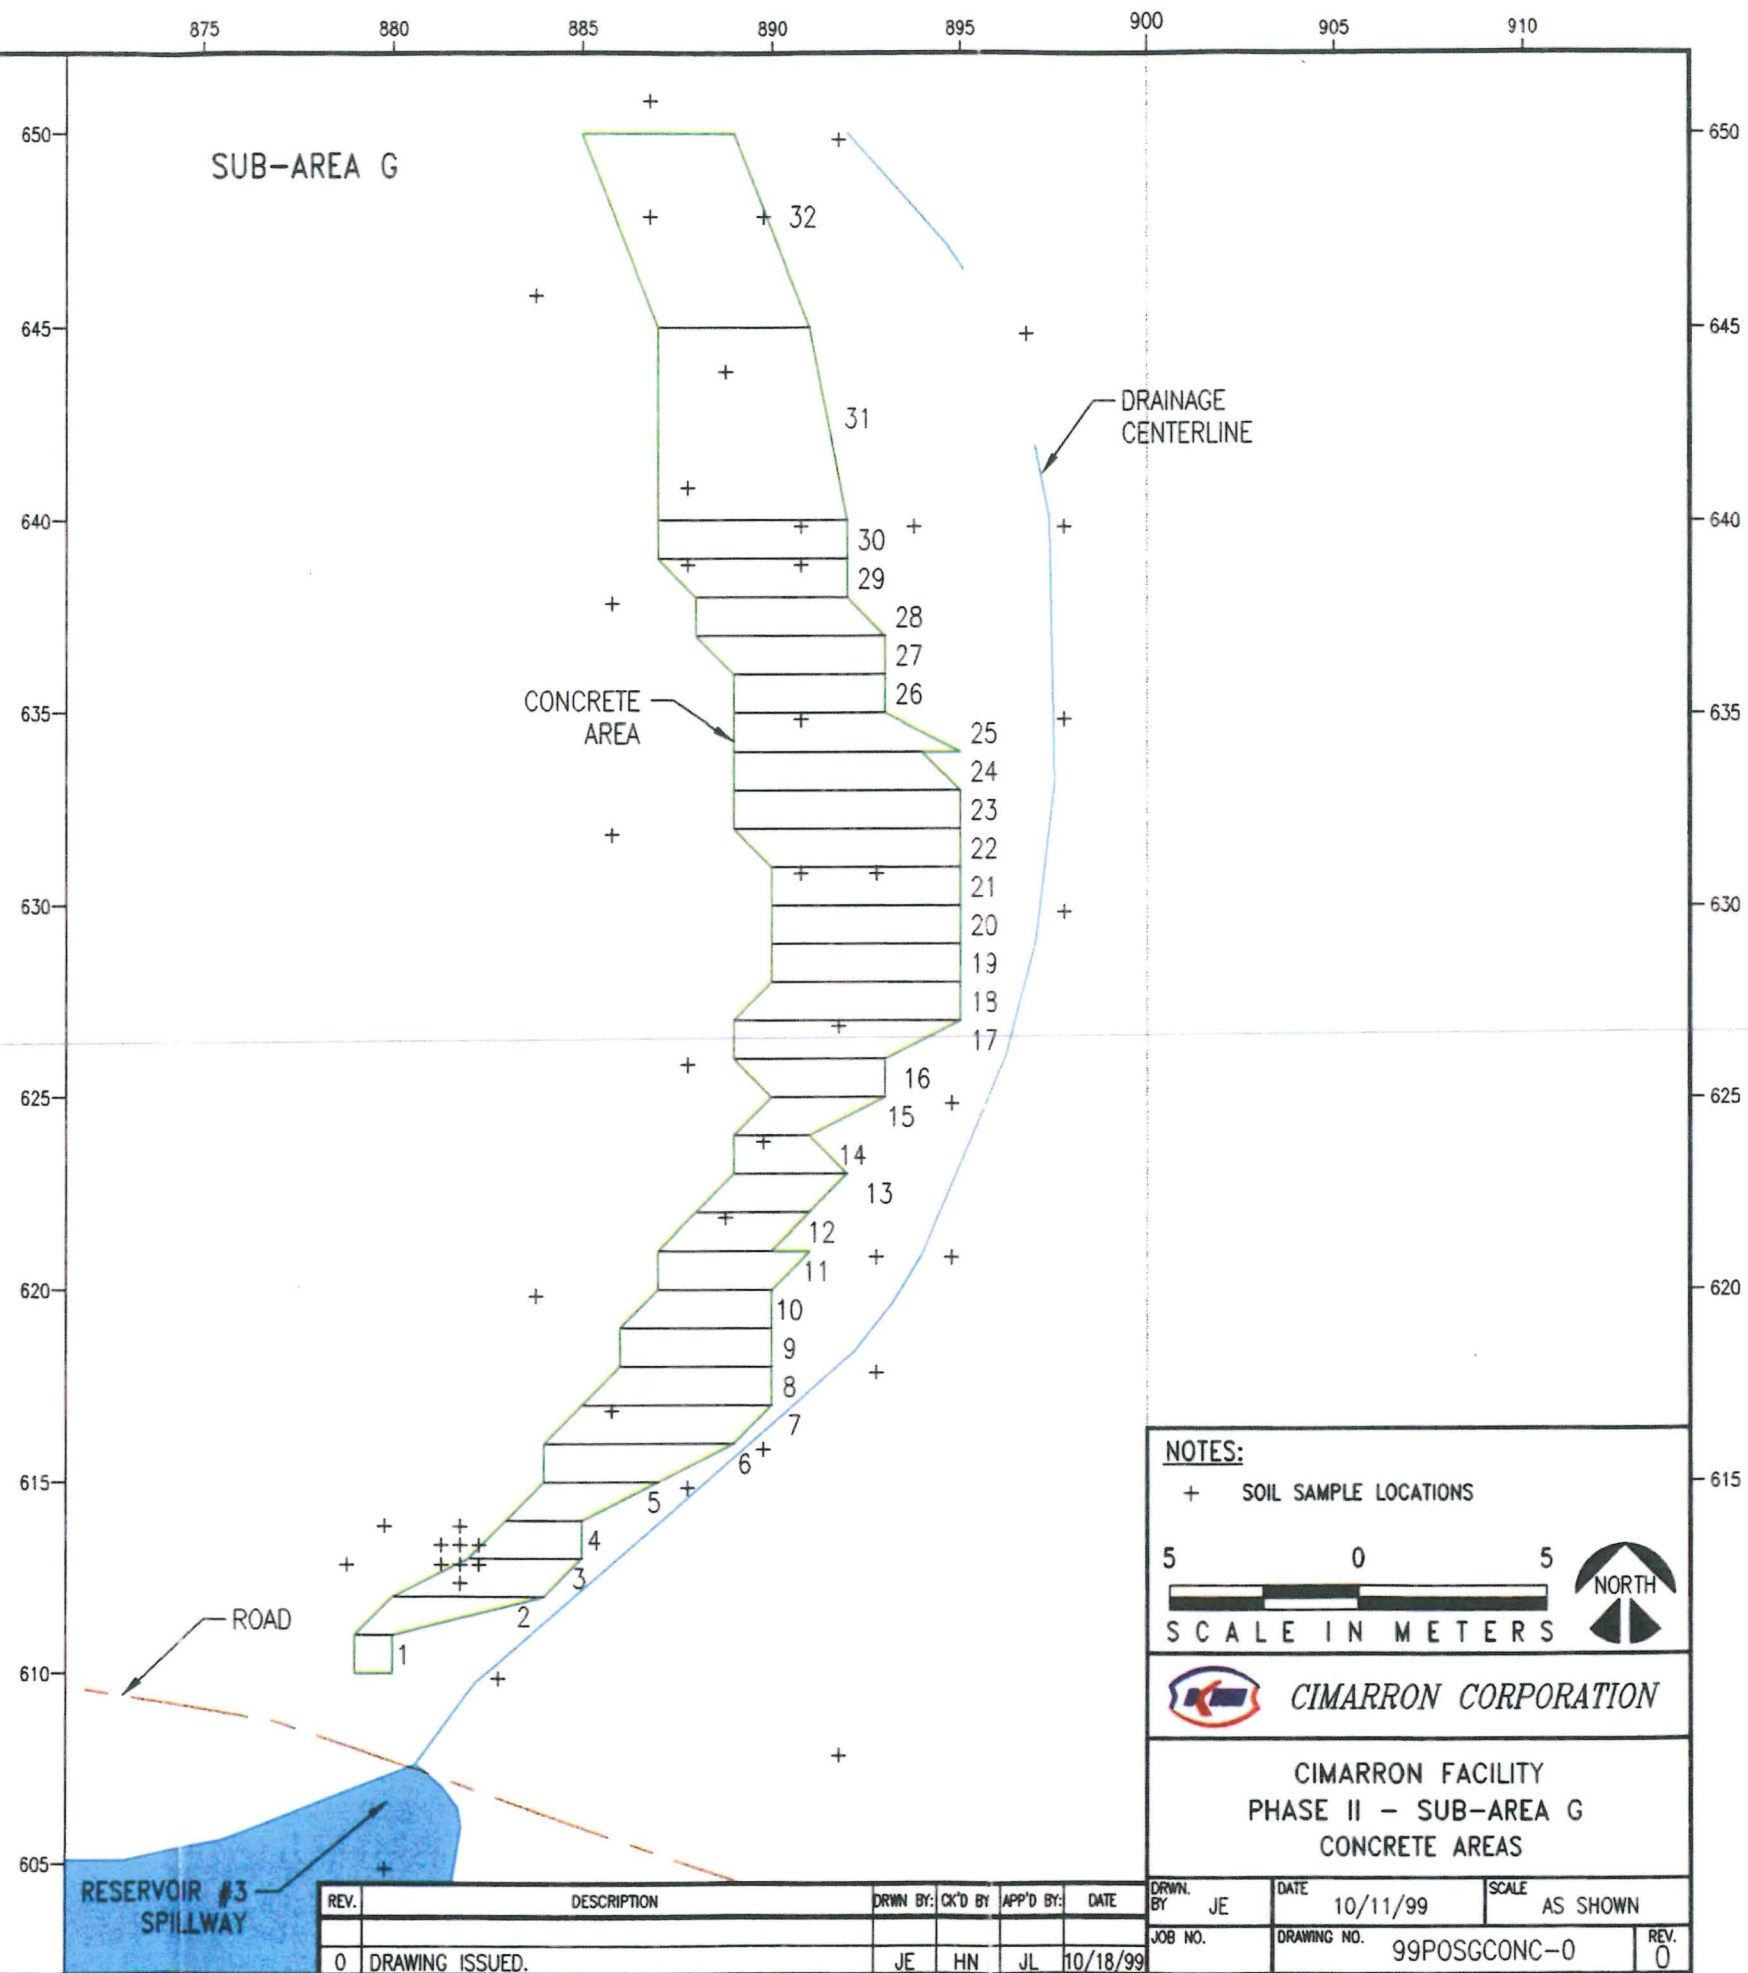 875 880 885 890 895 900 905 910
650 650
SUB-AREA G
32
645 645
DRAINAGE
CENTERLINE
31
640 640
30
29
28
27
26
CONCRETE
AREA
635 635
25
24
23
22
21
630 630
20
19
18
17
16
625 625
15
14
13
12
11
620 620
10
9
8
7
6
615 615
5
4
3
2
1
ROAD
610
605
RESERVOIR #3
SPILLWAY
NOTES:
+ SOIL SAMPLE LOCATIONS
5 0 5
SCALE IN METERS
NORTH
CIMARRON CORPORATION
CIMARRON FACILITY
PHASE II - SUB-AREA G
CONCRETE AREAS
DRWN. BY JE DATE 10/11/99 SCALE AS SHOWN
JOB NO. DRAWING NO. 99POSGCONC-0 REV. 0
REV. DESCRIPTION DRWN BY: CK'D BY APP'D BY: DATE
0 DRAWING ISSUED. JE HN JL 10/18/99